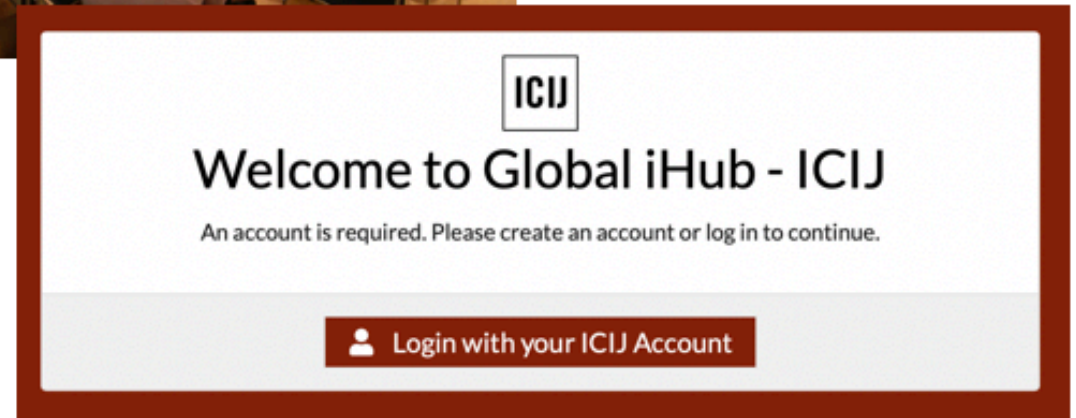 ICIJ
Welcome to Global iHub - ICIJ
An account is required. Please create an account or log in to continue.
Login with your ICIJ Account